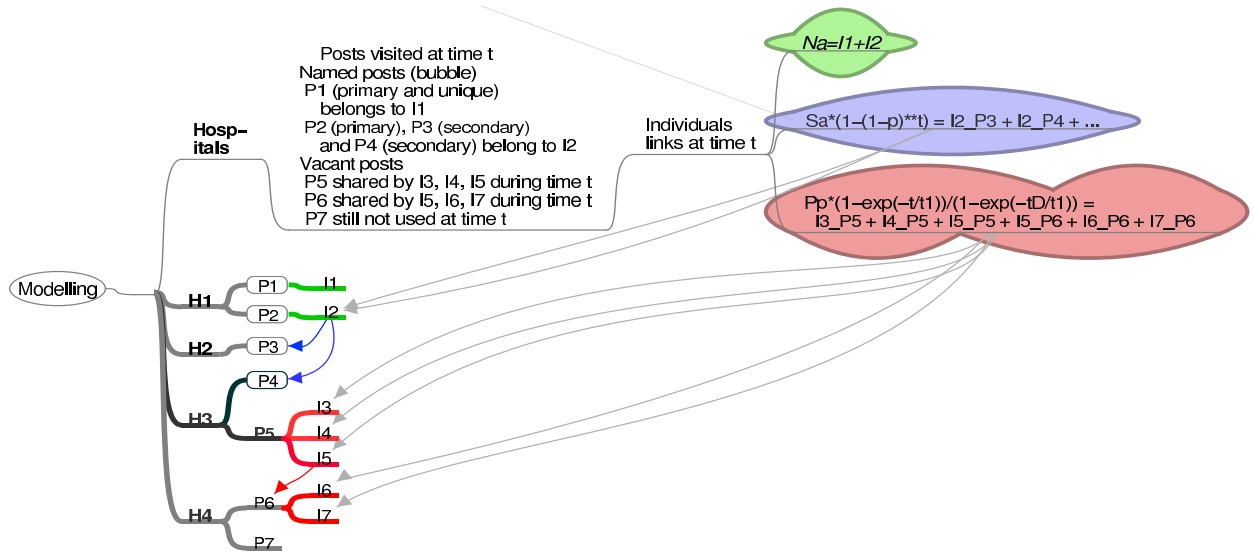 Na=I1+I2
Posts visited at time t
Named posts (bubble)
P1 (primary and unique)
belongs to I1
P2 (primary), P3 (secondary)
and P4 (secondary) belong to I2
Vacant posts
P5 shared by I3, I4, I5 during time t
P6 shared by I5, I6, I7 during time t
P7 still not used at time t
Hosp-
itals
Individuals
links at time t
Sa*(1-(1-p)**t) = I2_P3 + I2_P4 + ...
Pp*(1-exp(-t/t1))/(1-exp(-tD/t1)) =
I3_P5 + I4_P5 + I5_P5 + I5_P6 + I6_P6 + I7_P6
Modelling
H1
P1
I1
P2
I2
H2
P3
H3
P4
P5
I3
I4
I5
H4
P6
I6
I7
P7